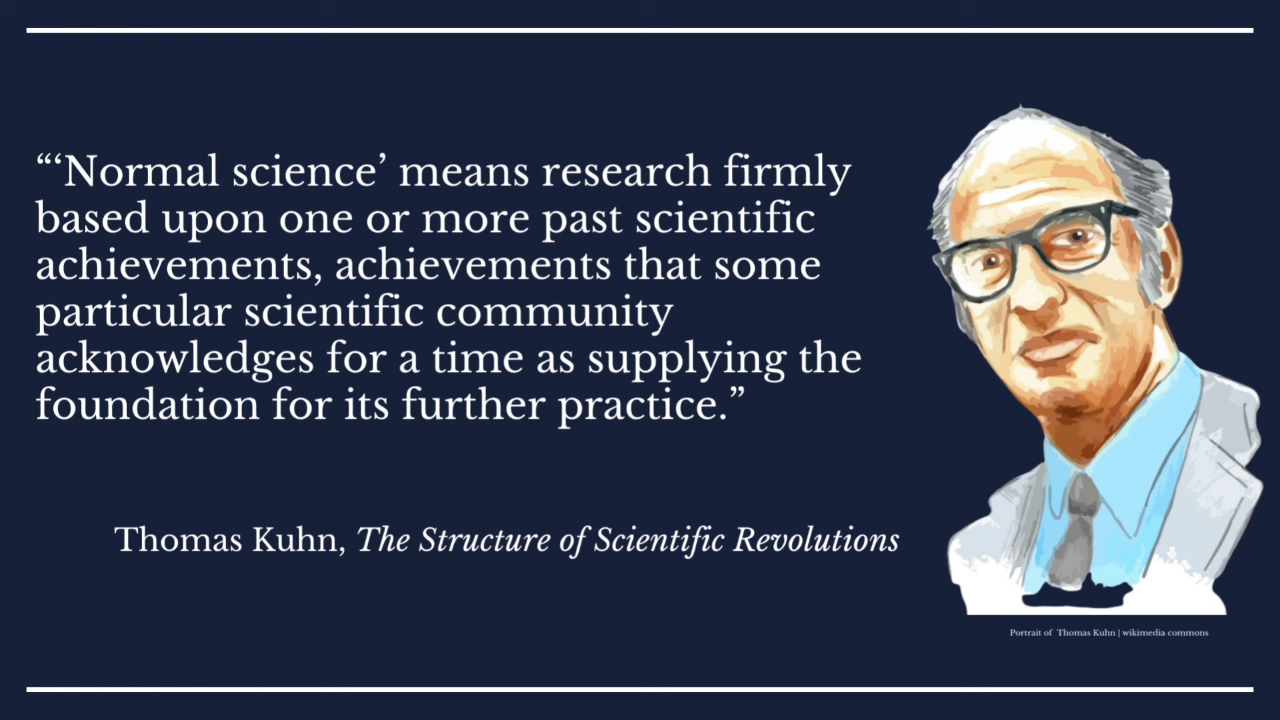 “‘Normal science’ means research firmly
based upon one or more past scientific
achievements, achievements that some
particular scientific community
acknowledges for a time as supplying the
foundation for its further practice.”
Thomas Kuhn, The Structure of Scientific Revolutions
Portrait of Thomas Kuhn | wikimedia commons